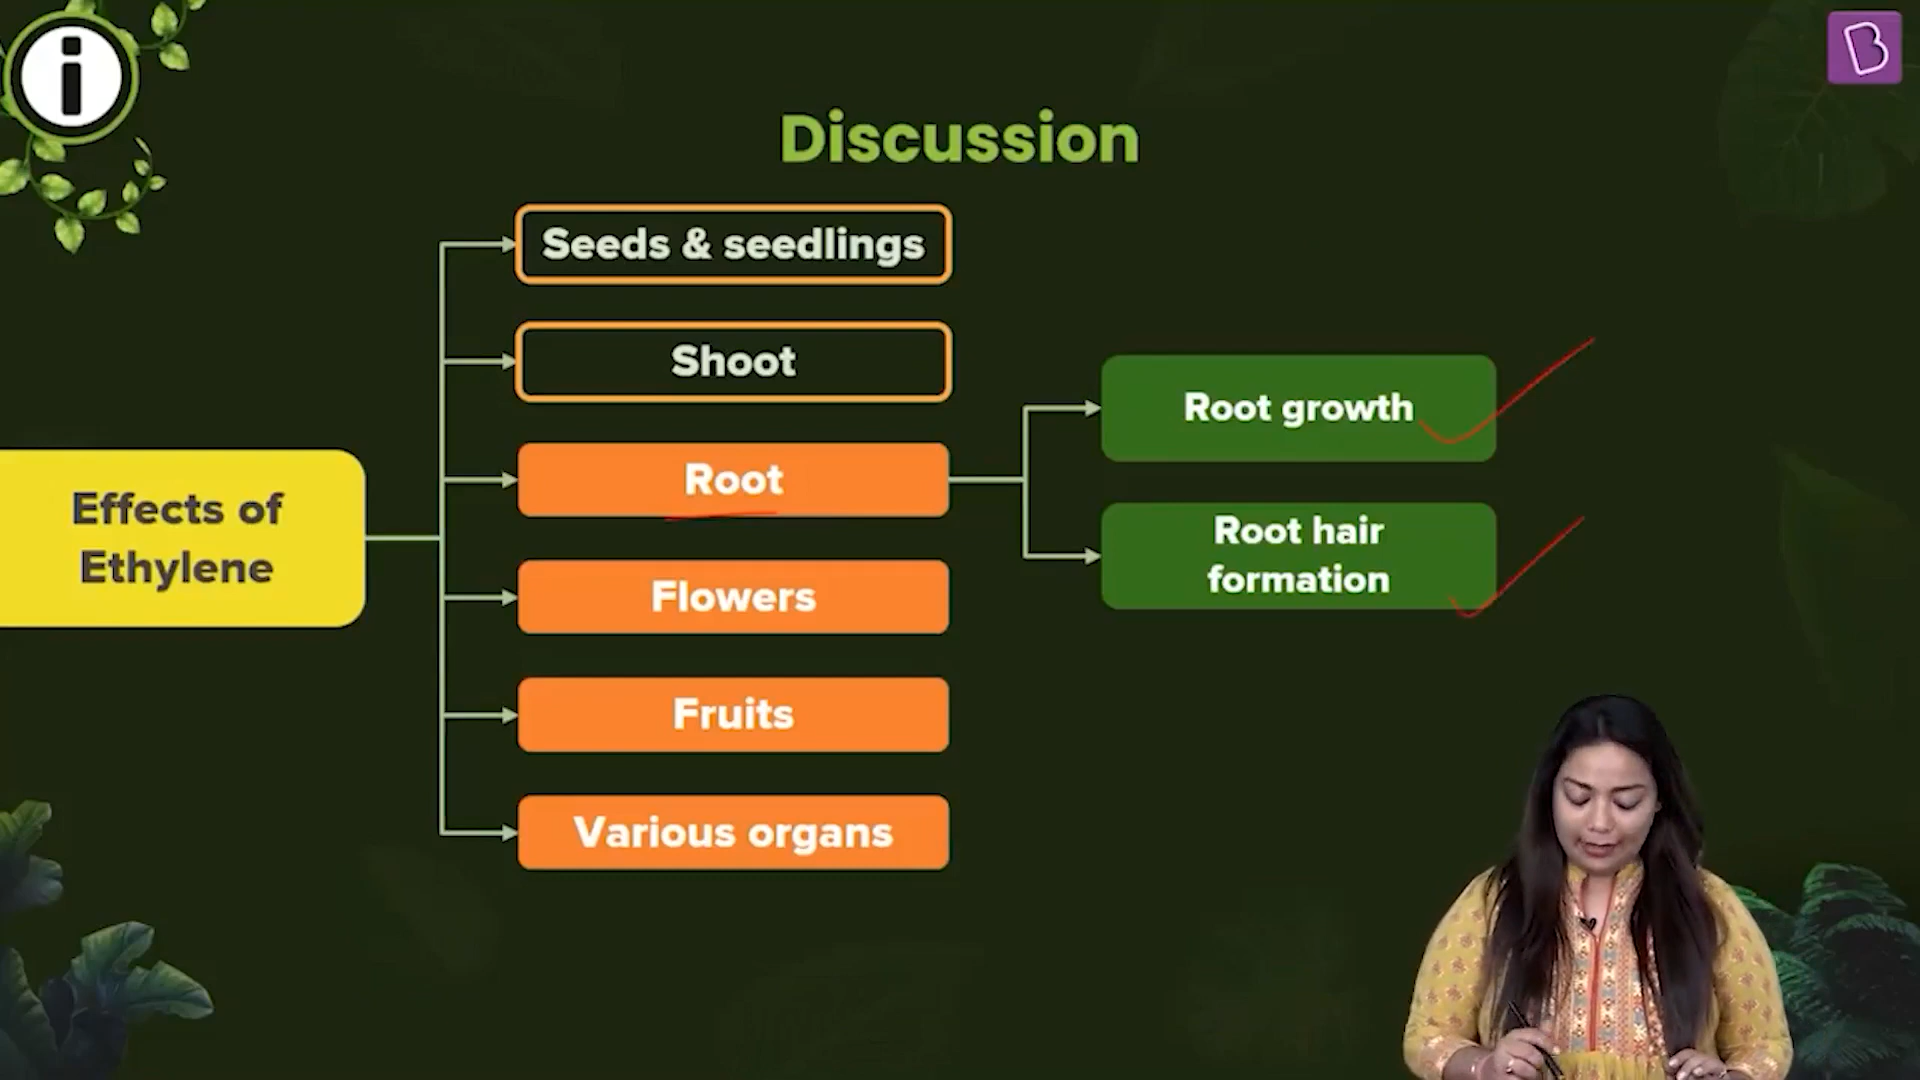 Discussion
Seeds & seedlings
Shoot
Root growth
Root
Effects of
Ethylene
Root hair
formation
Flowers
Fruits
Various organs